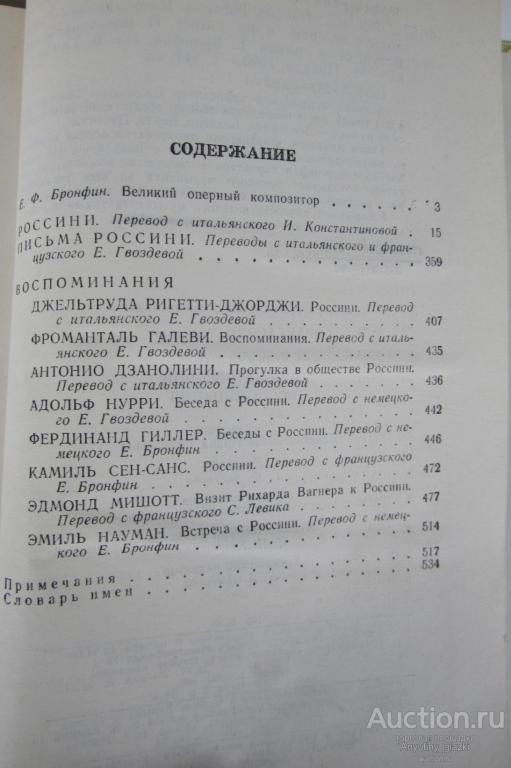 СОДЕРЖАНИЕ
Е. Ф. Бронфин. Великий оперный композитор . . . . . . 3
РОССИНИ. Перевод с итальянского И. Константиновой . 15
ПИСЬМА РОССИНИ. Переводы с итальянского и фран-
цузского Е. Гвоздевой . . . . . . . . . . . . 359
ВОСПОМИНАНИЯ
ДЖЕЛЬТРУДА РИГЕТТИ-ДЖОРДЖИ. Россини. Перевод
с итальянского Е. Гвоздевой . . . . . . . . . 407
ФРОМАНТАЛЬ ГАЛЕВИ. Воспоминания. Перевод с италь-
янского Е. Гвоздевой . . . . . . . . . . . 435
АНТОНИО ДЗАНОЛИНИ. Прогулка в обществе Россини.
Перевод с итальянского Е. Гвоздевой . . . . . . 436
АДОЛЬФ НУРРИ. Беседа с Россини. Перевод с немецко-
го Е. Гвоздевой . . . . . . . . . . . . 442
ФЕРДИНАНД ГИЛЛЕР. Беседы с Россини. Перевод с не-
мецкого Е. Бронфин . . . . . . . . . . . 446
КАМИЛЬ СЕН-САНС. Россини. Перевод с французского
Е. Бронфин . . . . . . . . . . . . . 472
ЭДМОНД МИШОТТ. Визит Рихарда Вагнера к Россини.
Перевод с французского С. Левика . . . . . . . 477
ЭМИЛЬ НАУМАН. Встреча с Россини. Перевод с немец-
кого Е. Бронфин . . . . . . . . . . . . 514
Примечания . . . . . . . . . . . . . . 517
Словарь имен . . . . . . . . . . . . . 534
Auction.ru
торговая площадка
Anyutiny_glazki